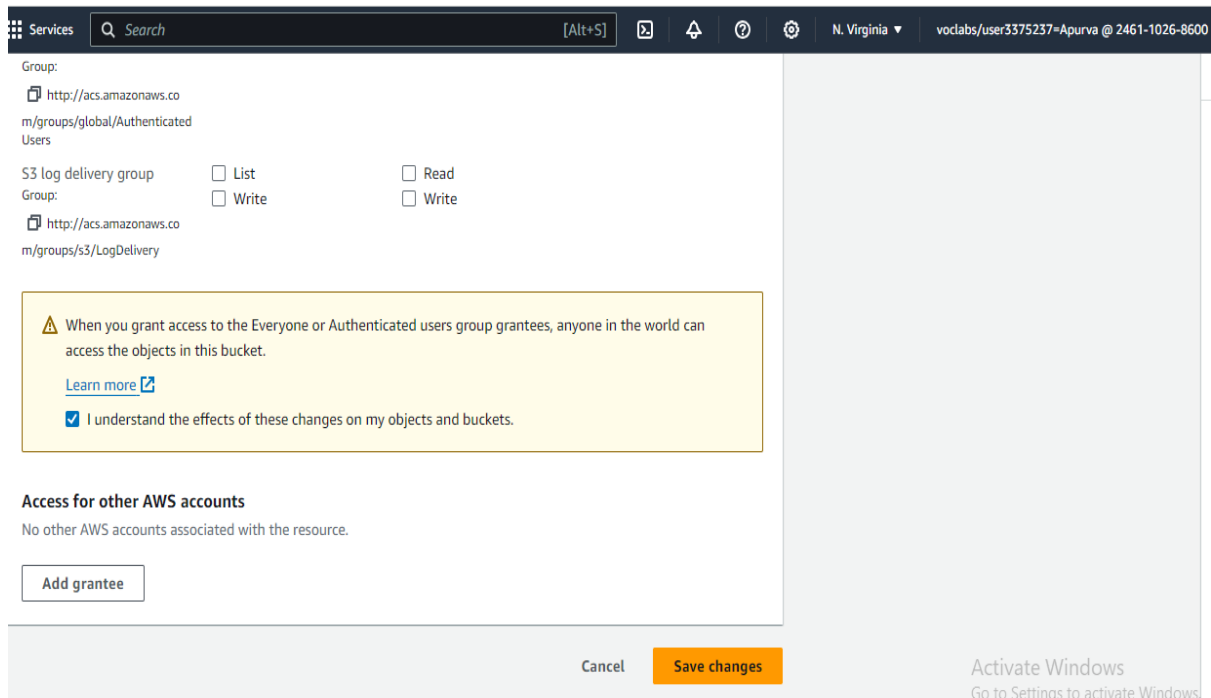 Services
Search
[Alt+S]
N. Virginia
voclabs/user3375237=Apurva @ 2461-1026-8600
Group:
http://acs.amazonaws.co
m/groups/global/Authenticated
Users
S3 log delivery group
List
Read
Group:
Write
Write
http://acs.amazonaws.co
m/groups/s3/LogDelivery
When you grant access to the Everyone or Authenticated users group grantees, anyone in the world can
access the objects in this bucket.
Learn more
I understand the effects of these changes on my objects and buckets.
Access for other AWS accounts
No other AWS accounts associated with the resource.
Add grantee
Cancel
Save changes
Activate Windows
Go to Settings to activate Windows.